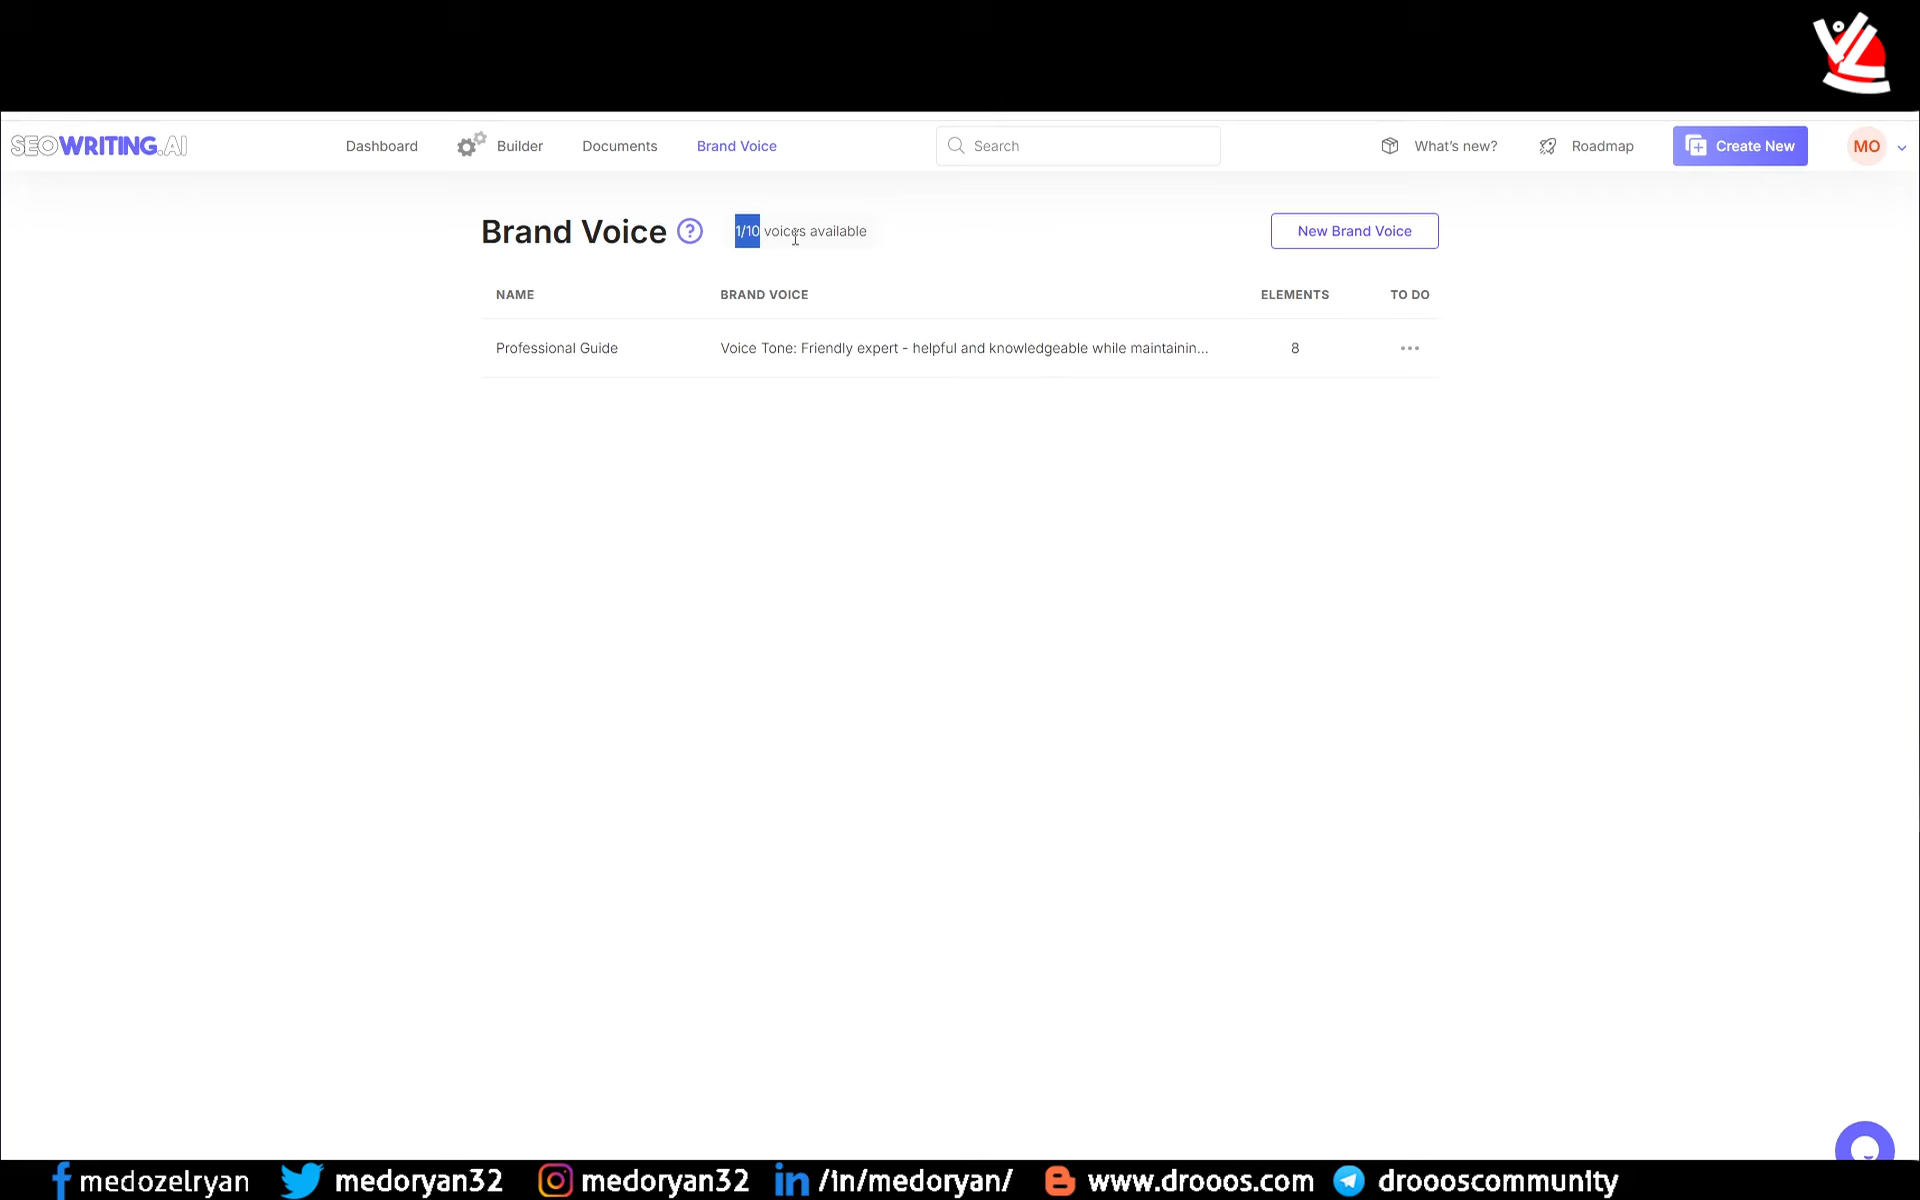 SEOWRITING.AI
Dashboard
Builder
Documents
Brand Voice
Search
What's new?
Roadmap
Create New
MO
Brand Voice ? 1/10 voices available
New Brand Voice
NAME BRAND VOICE ELEMENTS TO DO
Professional Guide Voice Tone: Friendly expert - helpful and knowledgeable while maintainin... 8
medozelryan medoryan32 medoryan32 /in/medoryan/ www.drooos.com droooscommunity